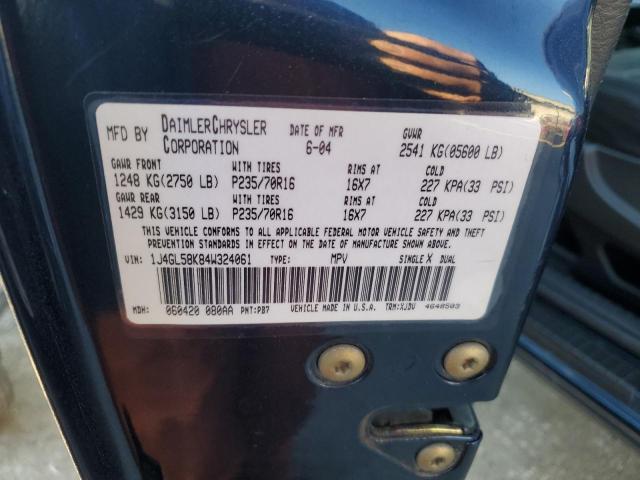 MFD BY DAIMLERCHRYSLER CORPORATION DATE OF MFR 6-04 GVWR 2541 KG(05600 LB)
GAWR FRONT WITH TIRES RIMS AT COLD
1248 KG(2750 LB) P235/70R16 16X7 227 KPA(33 PSI)
GAWR REAR WITH TIRES RIMS AT COLD
1429 KG(3150 LB) P235/70R16 16X7 227 KPA(33 PSI)
THIS VEHICLE CONFORMS TO ALL APPLICABLE FEDERAL MOTOR VEHICLE SAFETY AND THEFT
PREVENTION STANDARDS IN EFFECT ON THE DATE OF MANUFACTURE SHOWN ABOVE.
VIN: 1J4GL58K84W324061 TYPE: MPV SINGLE X DUAL
MDH: 060420 080AA PNT:PB7 VEHICLE MADE IN U.S.A. TRM:XJDV 4648503